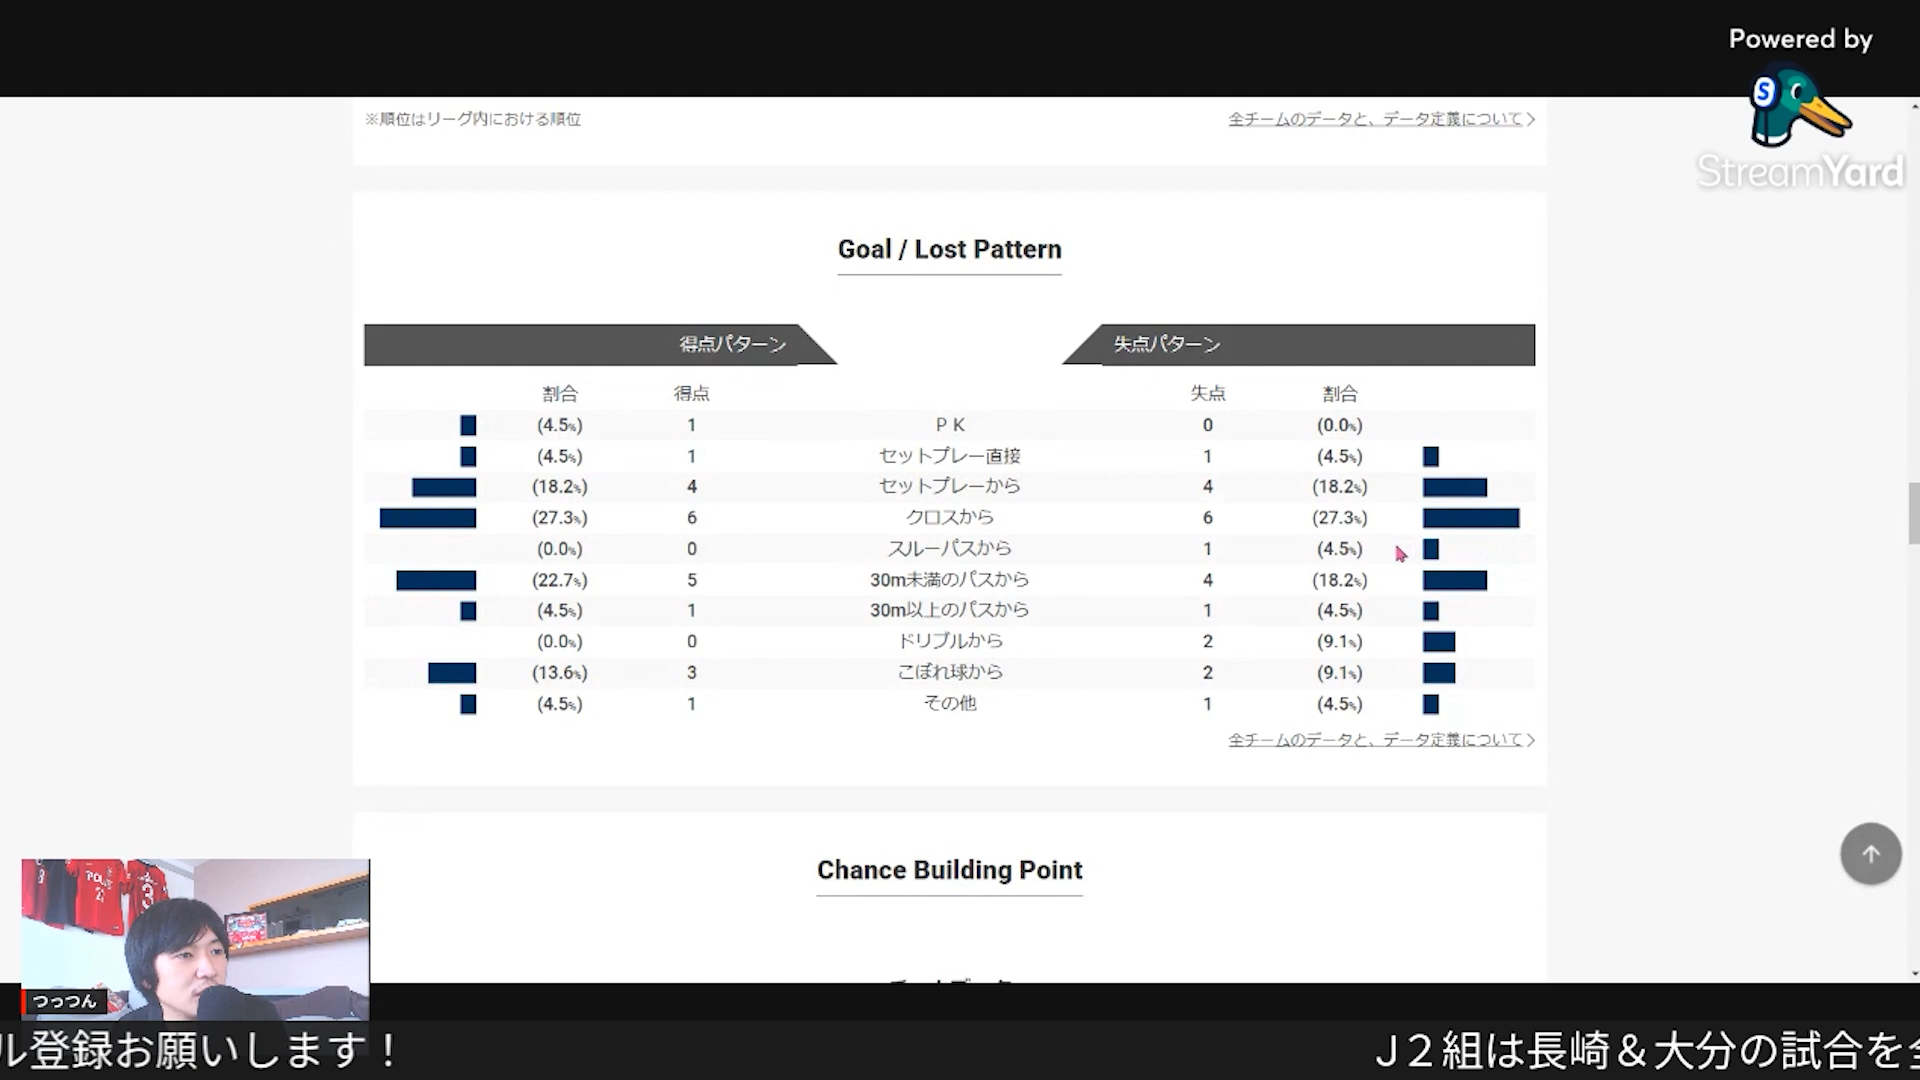 Powered by
StreamYard
※順位はリーグ内における順位
全チームのデータと、データ定義について
Goal / Lost Pattern
得点パターン 失点パターン
割合 得点 失点 割合
(4.5%) 1 ＰＫ 0 (0.0%)
(4.5%) 1 セットプレー直接 1 (4.5%)
(18.2%) 4 セットプレーから 4 (18.2%)
(27.3%) 6 クロスから 6 (27.3%)
(0.0%) 0 スルーパスから 1 (4.5%)
(22.7%) 5 30m未満のパスから 4 (18.2%)
(4.5%) 1 30m以上のパスから 1 (4.5%)
(0.0%) 0 ドリブルから 2 (9.1%)
(13.6%) 3 こぼれ球から 2 (9.1%)
(4.5%) 1 その他 1 (4.5%)
全チームのデータと、データ定義について
Chance Building Point
つっつん
ル登録お願いします！ Ｊ２組は長崎＆大分の試合を